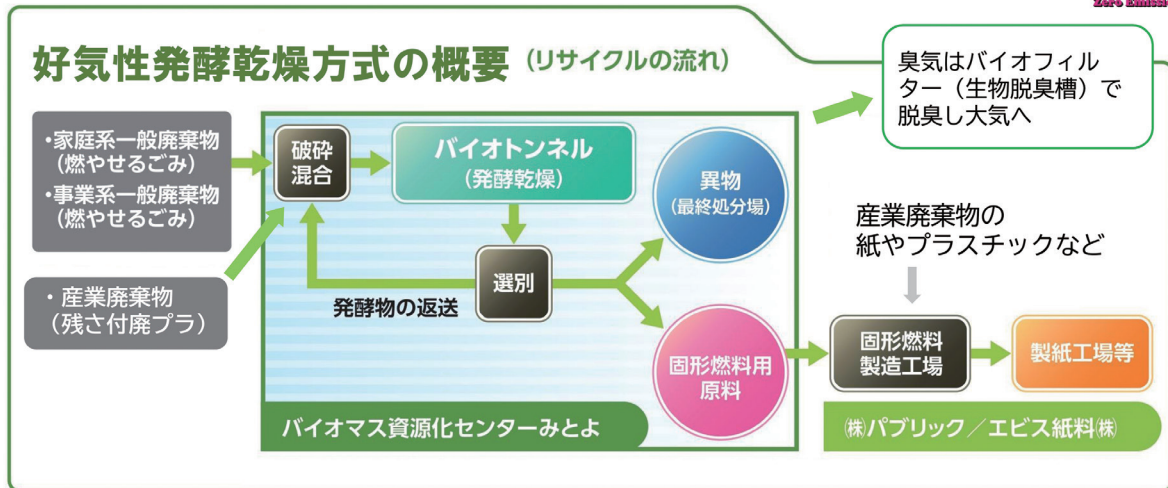 Zero Emissi
好気性発酵乾燥方式の概要（リサイクルの流れ）
臭気はバイオフィル
ター（生物脱臭槽）で
脱臭し大気へ
・家庭系一般廃棄物
（燃やせるごみ）
・事業系一般廃棄物
（燃やせるごみ）
・産業廃棄物
（残さ付廃プラ）
破砕
混合
バイオトンネル
（発酵乾燥）
選別
発酵物の返送
異物
（最終処分場）
固形燃料用
原料
バイオマス資源化センターみとよ
産業廃棄物の
紙やプラスチックなど
固形燃料
製造工場
製紙工場等
㈱パブリック／エビス紙料㈱